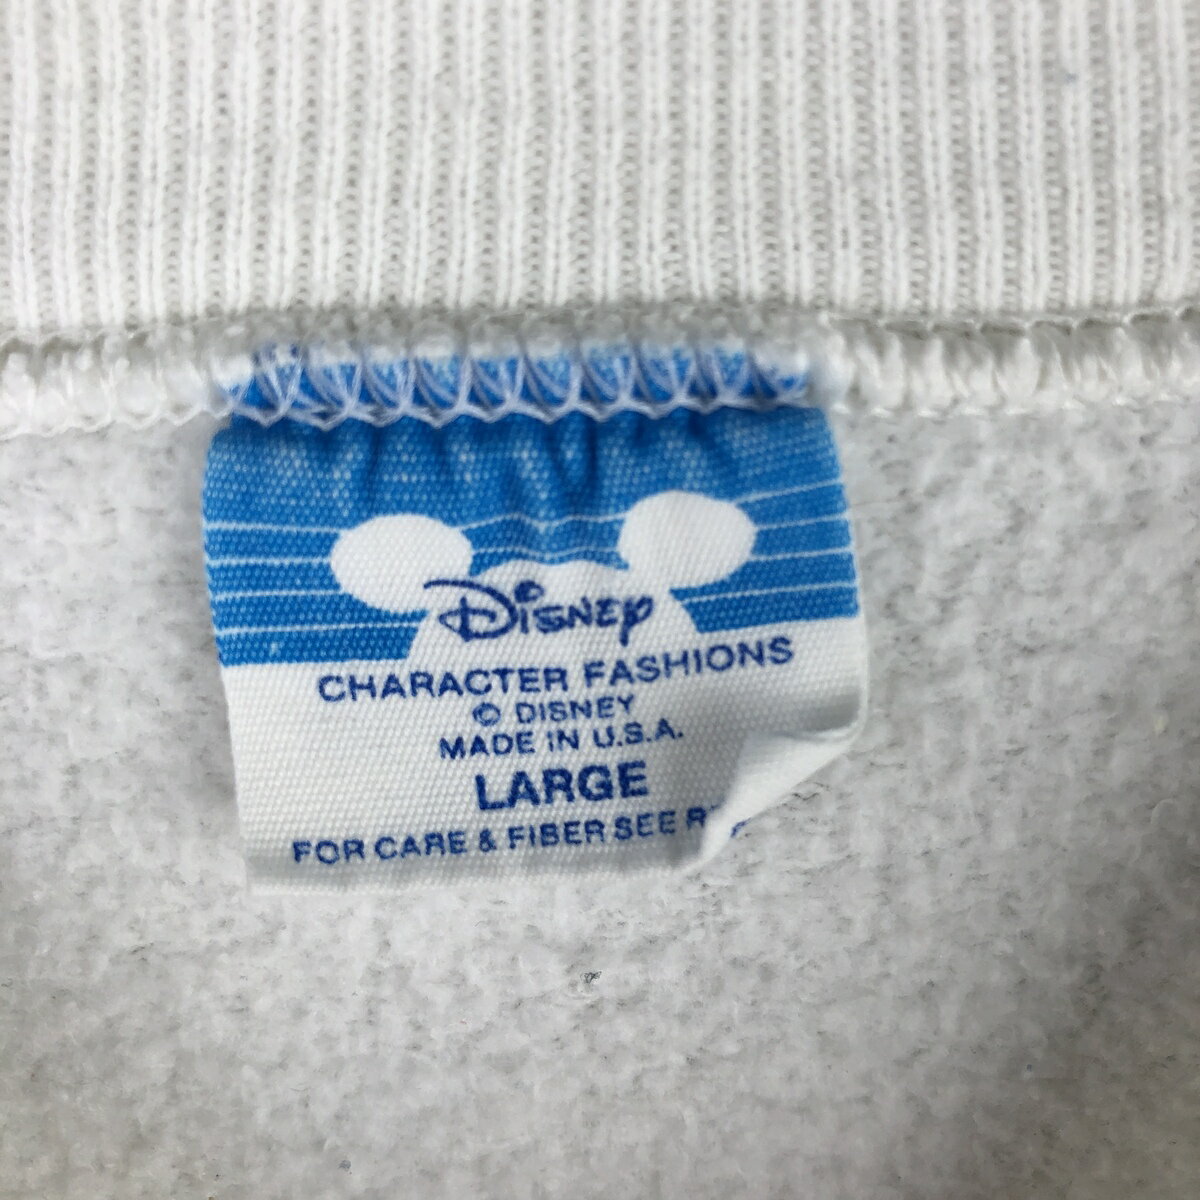 Disney
CHARACTER FASHIONS
© DISNEY
MADE IN U.S.A.
LARGE
FOR CARE & FIBER SEE